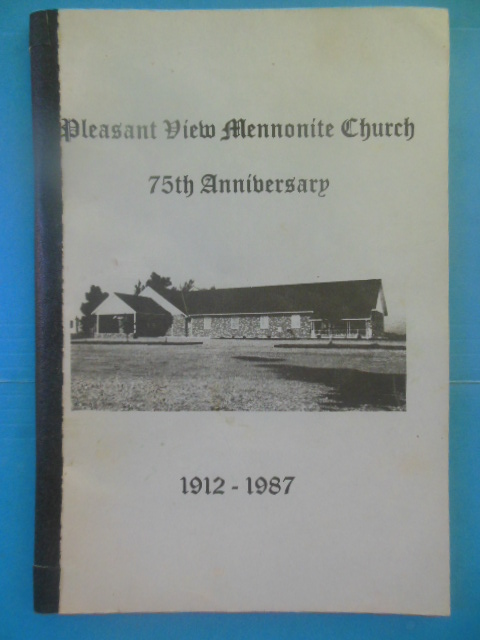 Pleasant View Mennonite Church
75th Anniversary
1912 - 1987